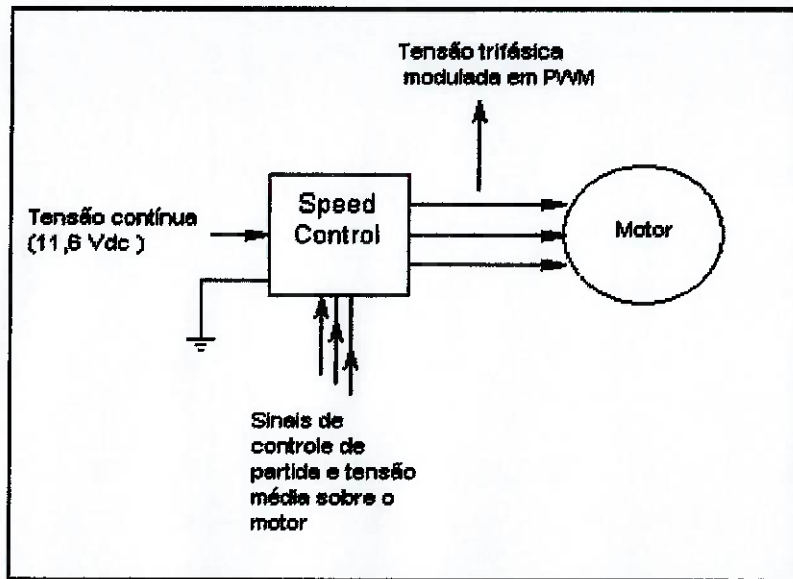 Tensão trifásica
modulada em PWM
Speed
Control
Motor
Tensão contínua
(11,6 Vdc )
Sinais de
controle de
partida e tensão
média sobre o
motor